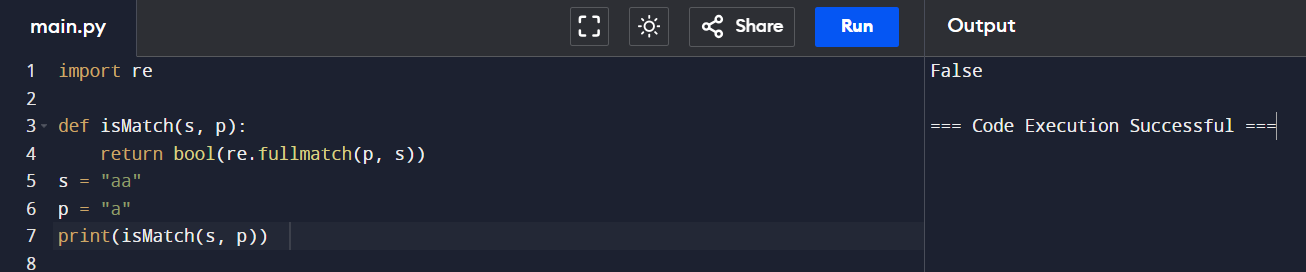 main.py
Share
Run
Output
1 import re
2
3 def isMatch(s, p):
4     return bool(re.fullmatch(p, s))
5 s = "aa"
6 p = "a"
7 print(isMatch(s, p))
8
False
=== Code Execution Successful ===